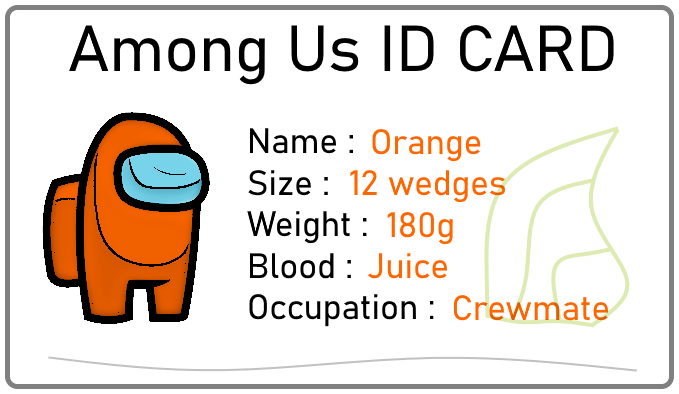 Among Us ID CARD
Name : Orange
Size : 12 wedges
Weight : 180g
Blood : Juice
Occupation : Crewmate